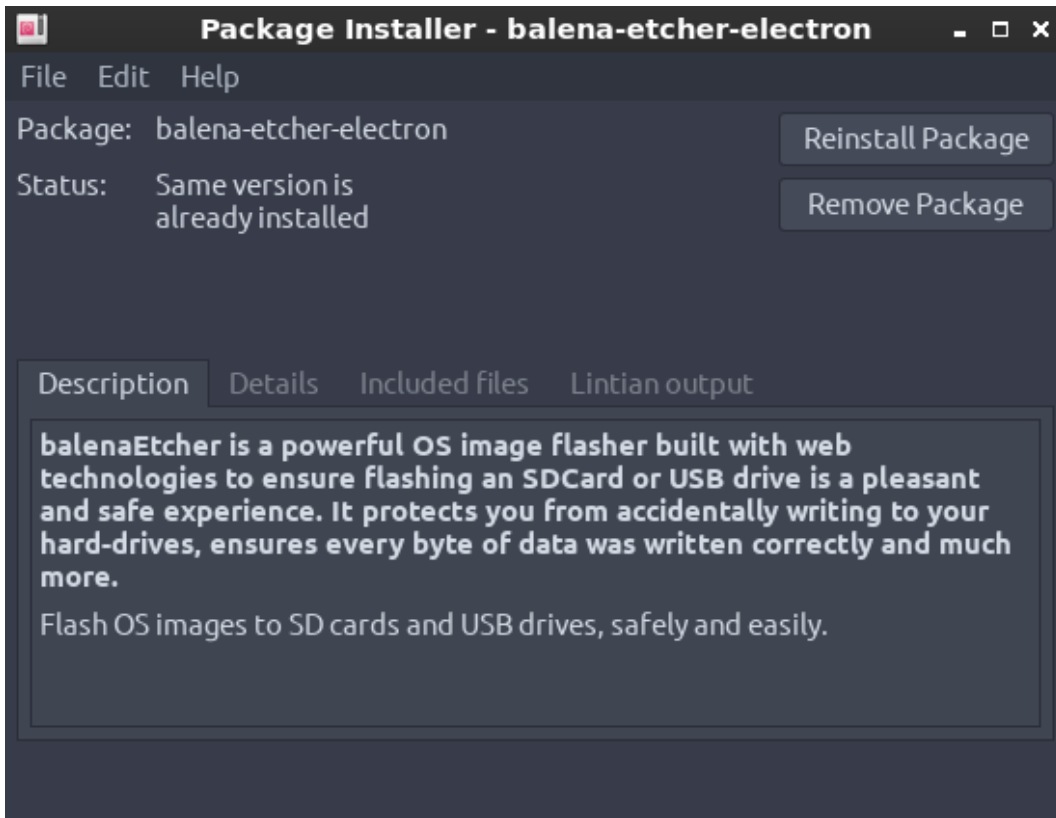 Package Installer - balena-etcher-electron
File Edit Help
Package: balena-etcher-electron
Reinstall Package
Status: Same version is
already installed
Remove Package
Description Details Included files Lintian output
balenaEtcher is a powerful OS image flasher built with web
technologies to ensure flashing an SDCard or USB drive is a pleasant
and safe experience. It protects you from accidentally writing to your
hard-drives, ensures every byte of data was written correctly and much
more.
Flash OS images to SD cards and USB drives, safely and easily.